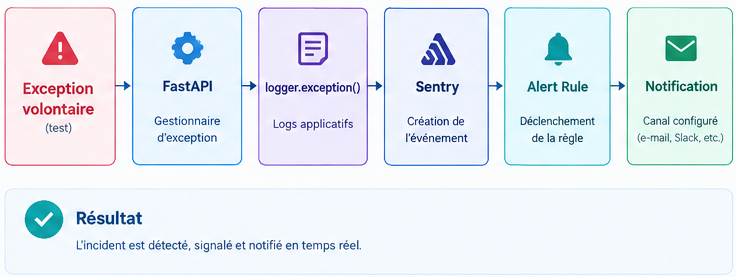 Exception
volontaire
(test)
FastAPI
Gestionnaire
d'exception
logger.exception()
Logs applicatifs
Sentry
Création de
l'événement
Alert Rule
Déclenchement
de la règle
Notification
Canal configuré
(e-mail, Slack, etc.)
Résultat
L'incident est détecté, signalé et notifié en temps réel.